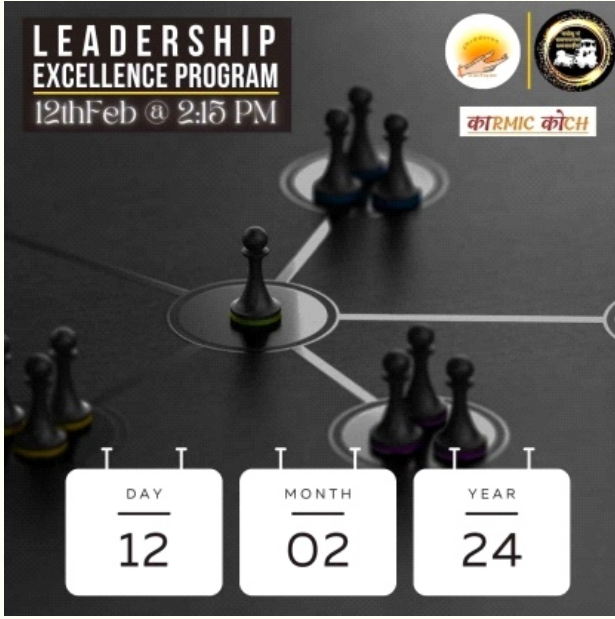 LEADERSHIP
EXCELLENCE PROGRAM
12thFeb @ 2:15 PM
काRMIC कोCH
DAY
12
MONTH
02
YEAR
24